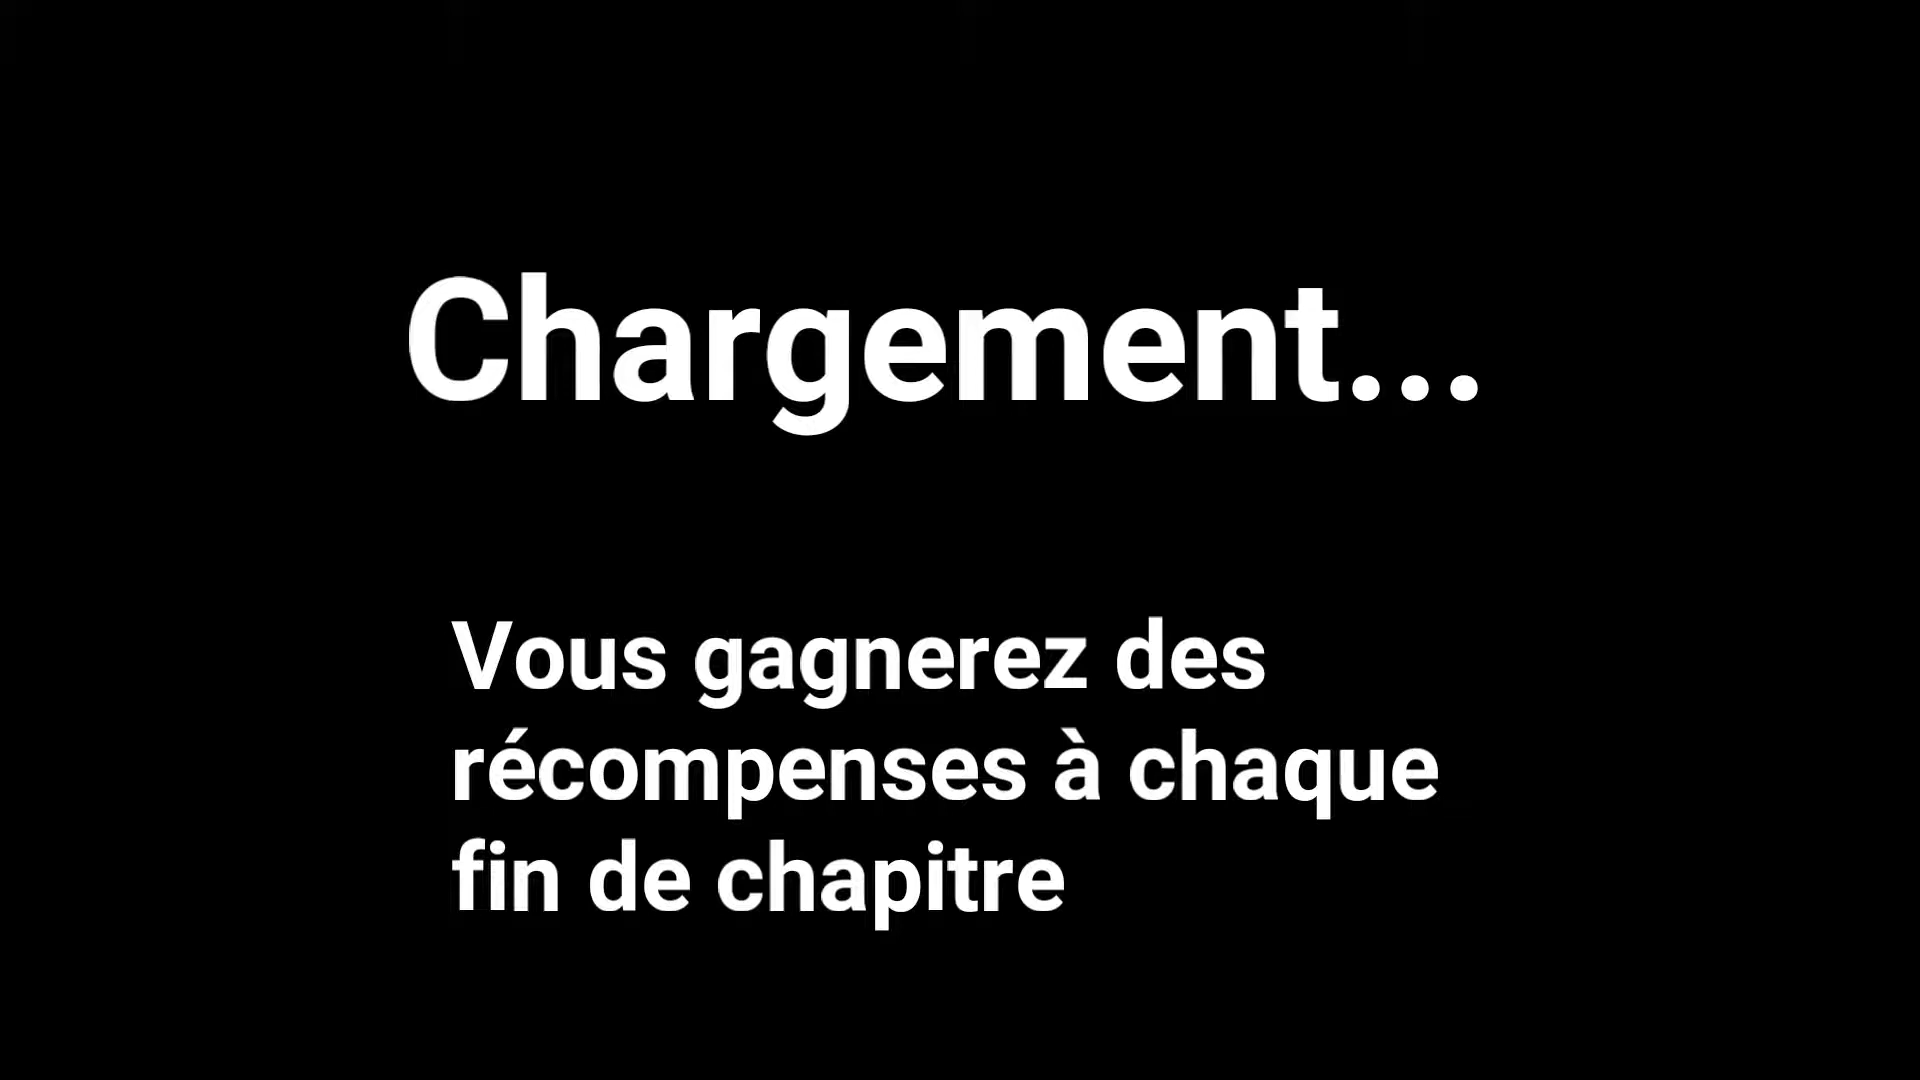 Chargement...
Vous gagnerez des
récompenses à chaque
fin de chapitre